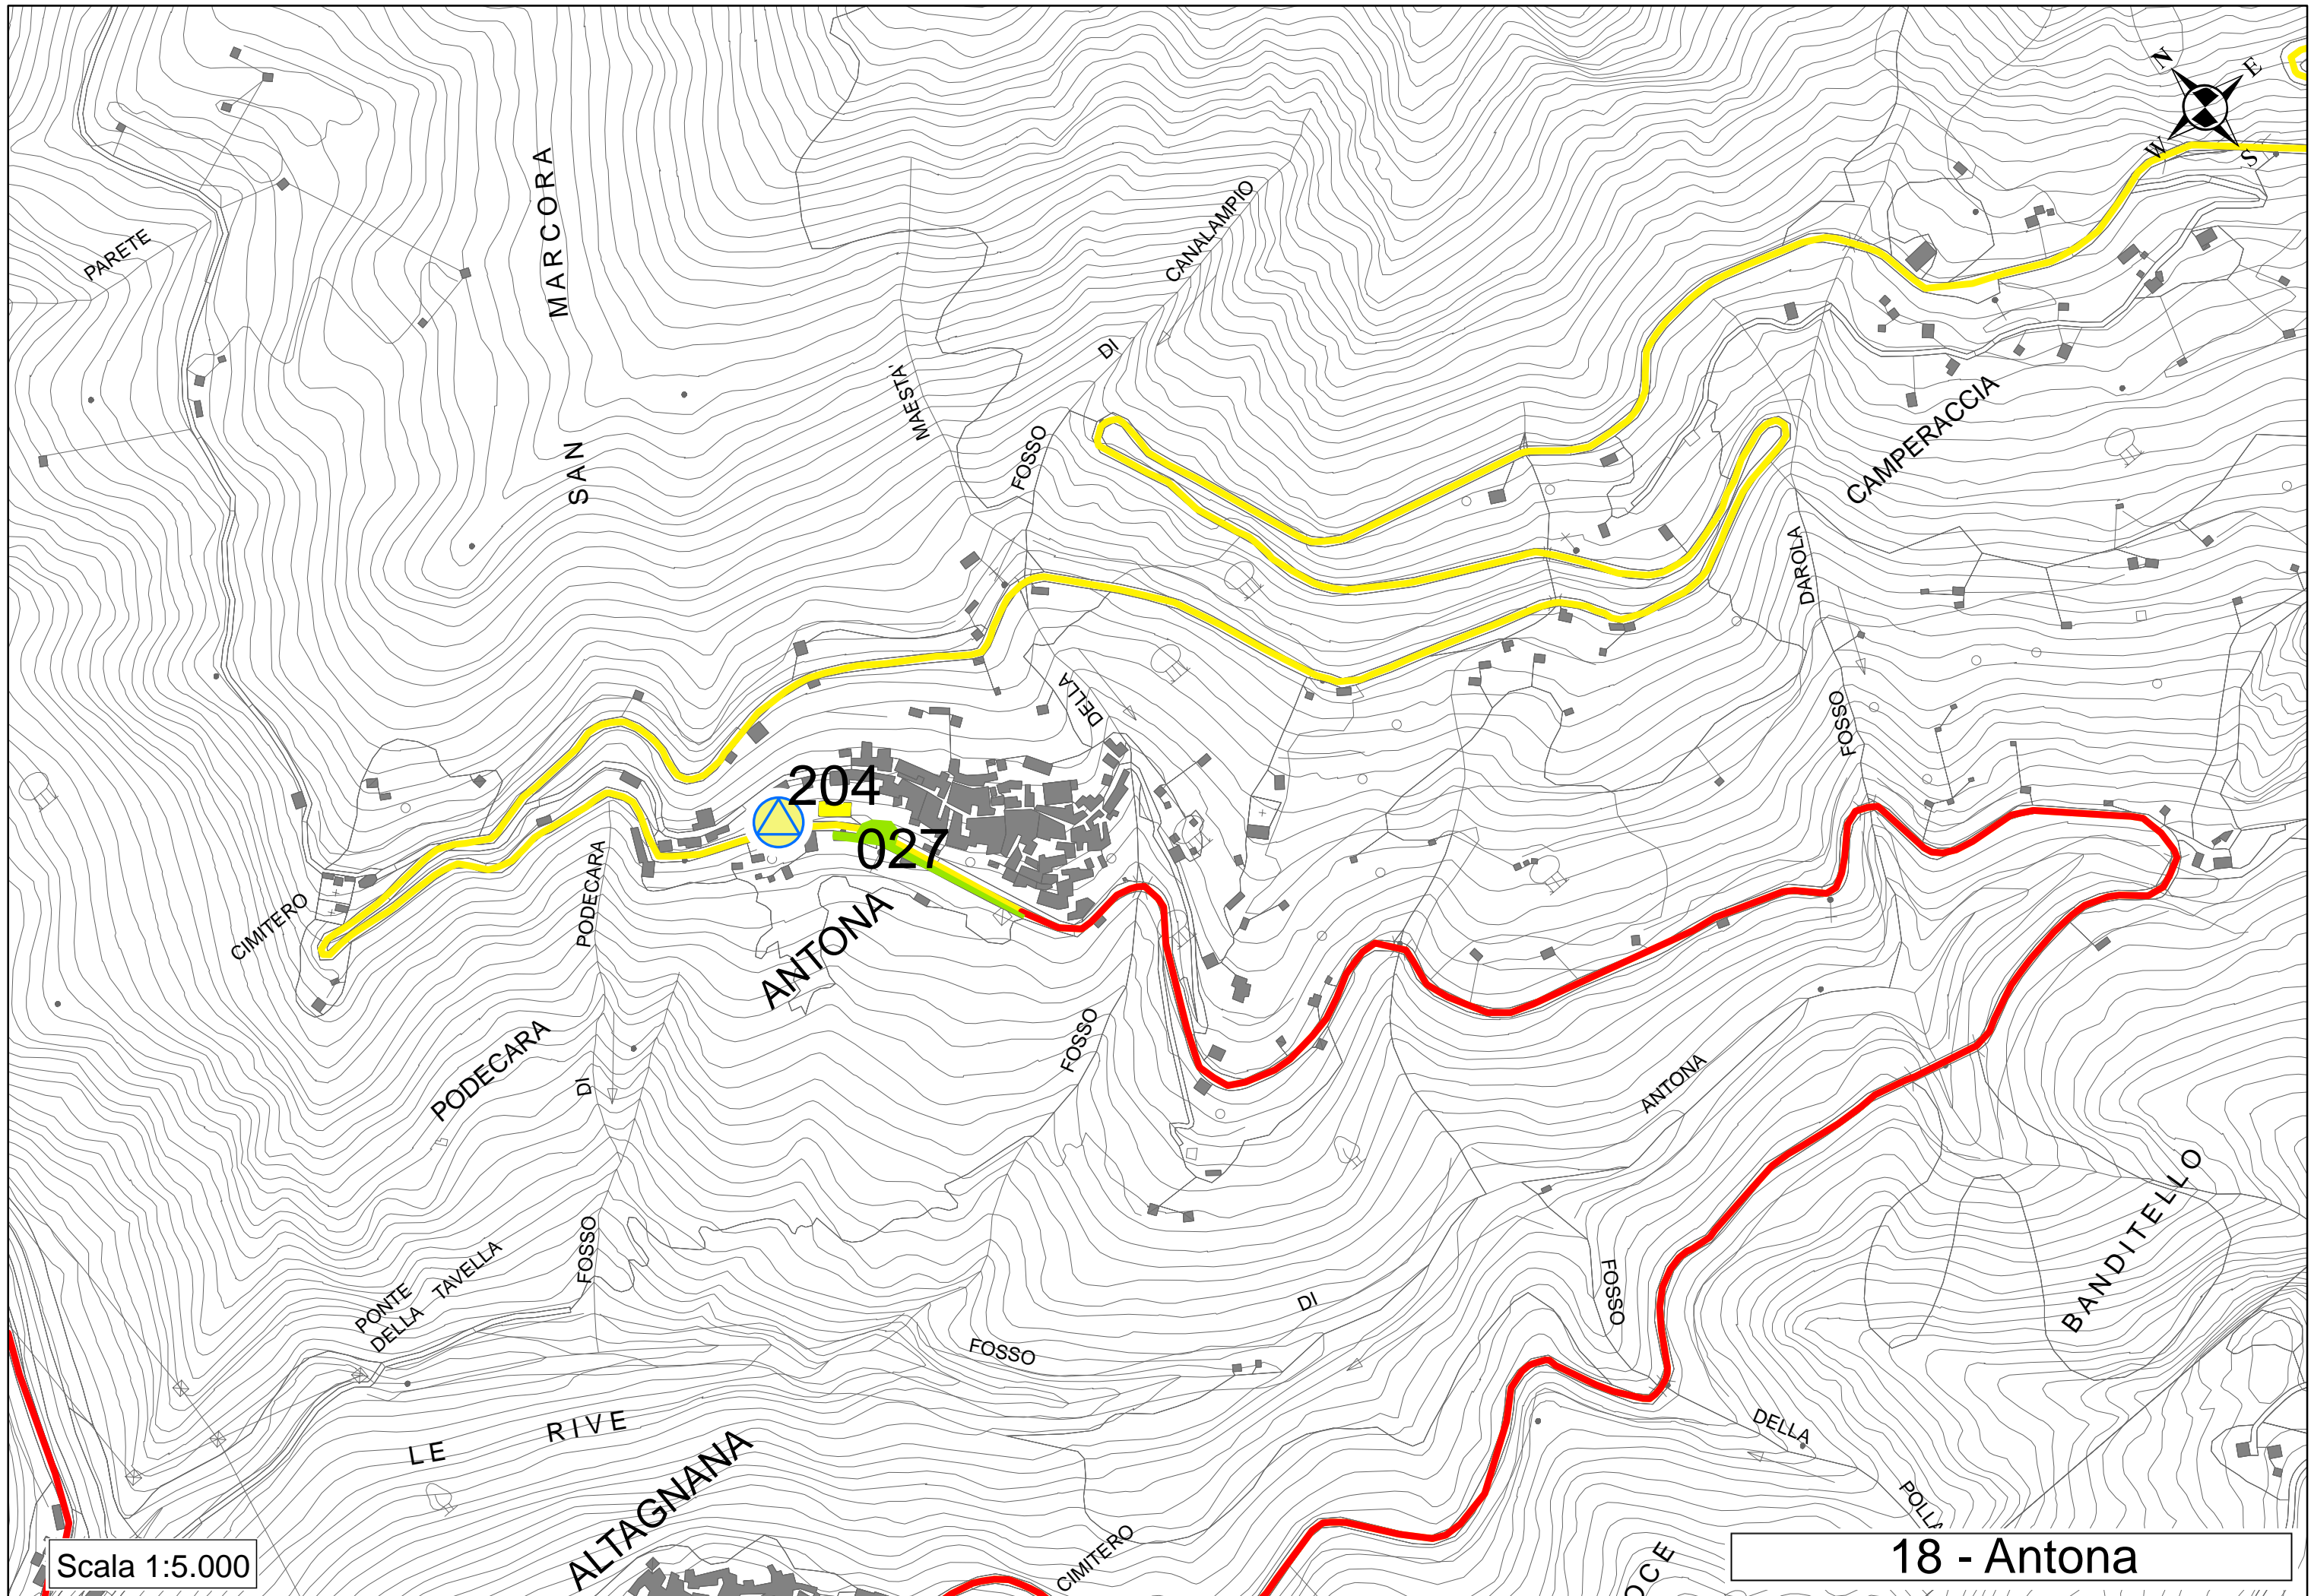 N
E
W
S
PARETE
SAN MARCORA
MAESTA'
CANALAMPIO
DI
FOSSO
DELLA
CAMPERACCIA
DAROLA
FOSSO
204
027
ANTONA
CIMITERO
PODECARA
DI
FOSSO
PODECARA
FOSSO
ANTONA
DI
FOSSO
PONTE
DELLA TAVELLA
LE RIVE
ALTAGNANA
CIMITERO
FOSSO
DELLA
BANDITELLO
Scala 1:5.000
18 - Antona